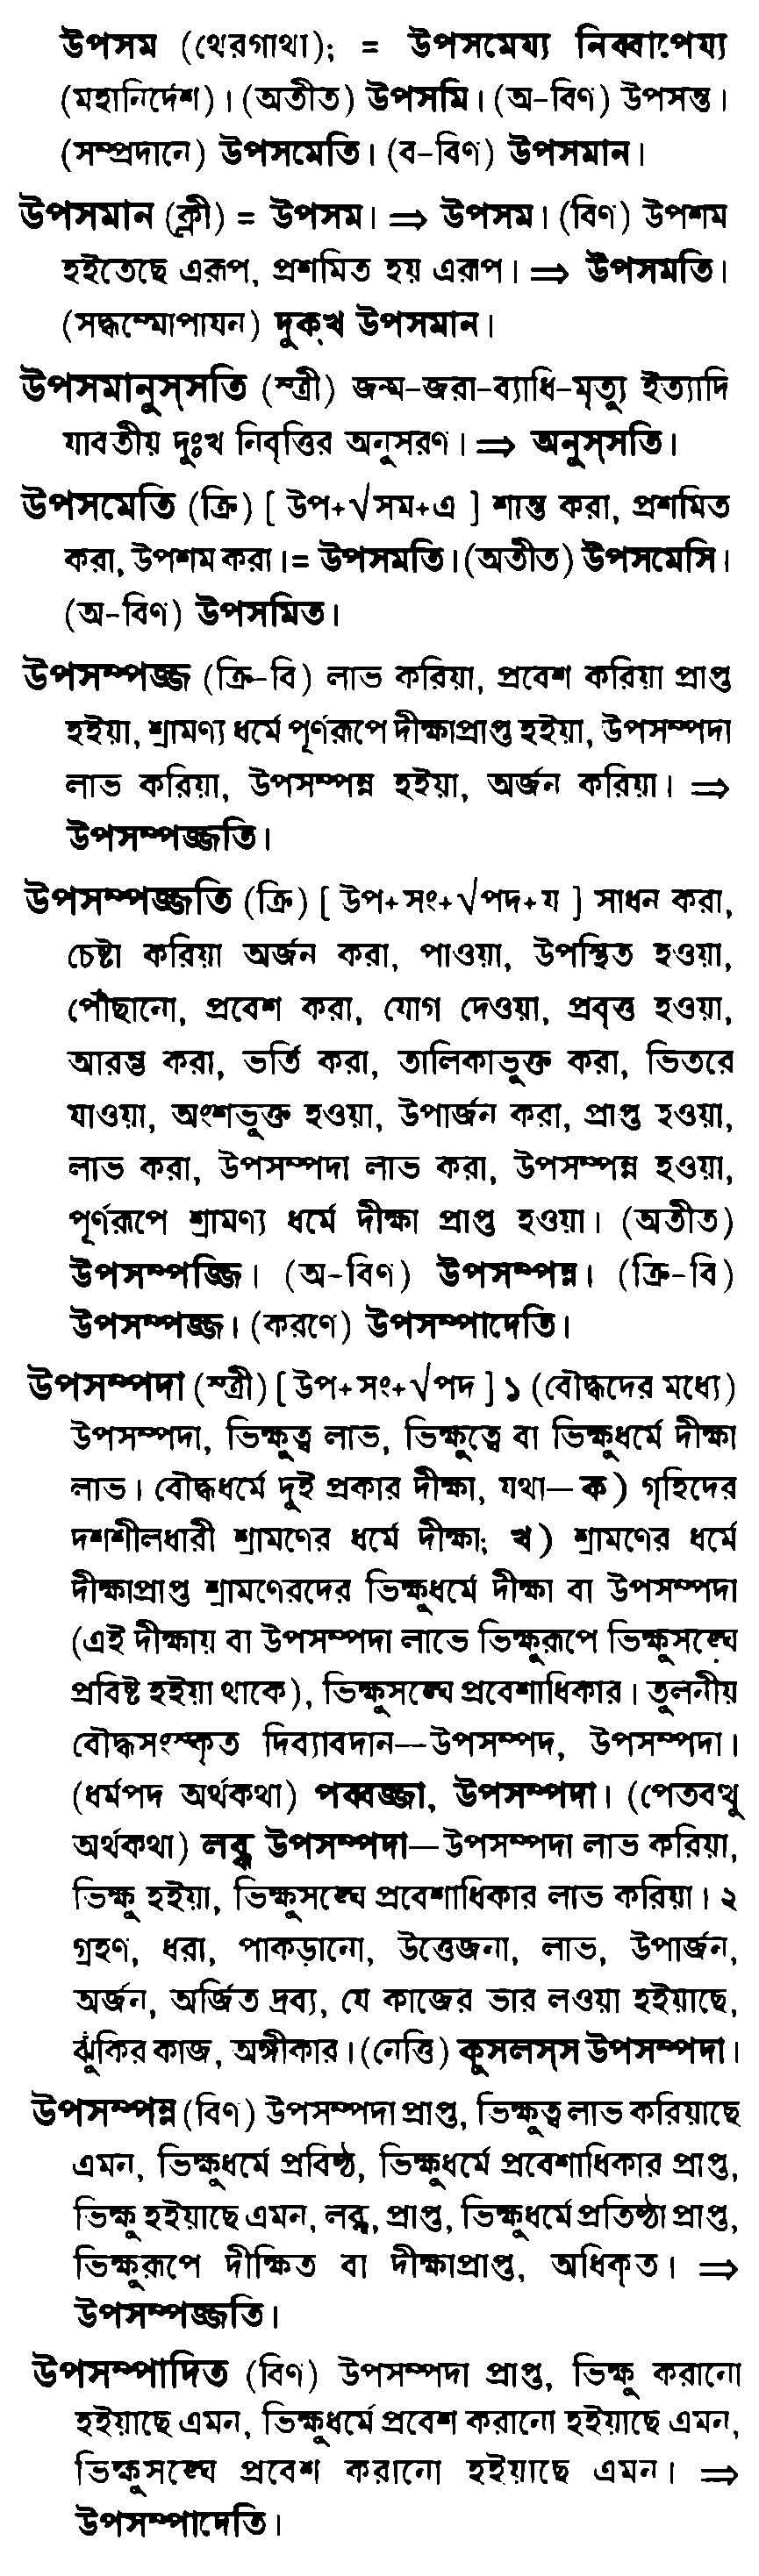 উপসম (থেরগাথা); = উপসমেয্য নিব্বাপেয্য
(মহানির্দেশ)। (অতীত) উপসমি। (অ-বিণ) উপসন্ত।
(সম্প্রদানে) উপসমেতি। (ব-বিণ) উপসমান।
উপসমান (ক্লী) = উপসম। ⇒ উপসম। (বিণ) উপশম
হইতেছে এরূপ, প্রশমিত হয় এরূপ। ⇒ উপসমতি।
(সদ্ধম্মোপাযন) দুক্খ উপসমান।
উপসমানুস্সতি (স্ত্রী) জন্ম-জরা-ব্যাধি-মৃত্যু ইত্যাদি
যাবতীয় দুঃখ নিবৃত্তির অনুসরণ। ⇒ অনুস্সতি।
উপসমেতি (ক্রি) [ উপ+√সম+এ ] শান্ত করা, প্রশমিত
করা, উপশম করা।= উপসমতি। (অতীত) উপসমেসি।
(অ-বিণ) উপসমিত।
উপসম্পজ্জ (ক্রি-বি) লাভ করিয়া, প্রবেশ করিয়া প্রাপ্ত
হইয়া, শ্রামণ্য ধর্মে পূর্ণরূপে দীক্ষাপ্রাপ্ত হইয়া, উপসম্পদা
লাভ করিয়া, উপসম্পন্ন হইয়া, অর্জন করিয়া। ⇒
উপসম্পজ্জতি।
উপসম্পজ্জতি (ক্রি) [ উপ+সং+√পদ+য ] সাধন করা,
চেষ্টা করিয়া অর্জন করা, পাওয়া, উপস্থিত হওয়া,
পৌঁছানো, প্রবেশ করা, যোগ দেওয়া, প্রবৃত্ত হওয়া,
আরম্ভ করা, ভর্তি করা, তালিকাভুক্ত করা, ভিতরে
যাওয়া, অংশভুক্ত হওয়া, উপার্জন করা, প্রাপ্ত হওয়া,
লাভ করা, উপসম্পদা লাভ করা, উপসম্পন্ন হওয়া,
পূর্ণরূপে শ্রামণ্য ধর্মে দীক্ষা প্রাপ্ত হওয়া। (অতীত)
উপসম্পজ্জি। (অ-বিণ) উপসম্পন্ন। (ক্রি-বি)
উপসম্পজ্জ। (করণে) উপসম্পাদেতি।
উপসম্পদা (স্ত্রী) [ উপ+সং+√পদ ] ১ (বৌদ্ধদের মধ্যে)
উপসম্পদা, ভিক্ষুত্ব লাভ, ভিক্ষুত্বে বা ভিক্ষুধর্মে দীক্ষা
লাভ। বৌদ্ধধর্মে দুই প্রকার দীক্ষা, যথা— ক) গৃহিদের
দশশীলধারী শ্রামণের ধর্মে দীক্ষা; খ) শ্রামণের ধর্মে
দীক্ষাপ্রাপ্ত শ্রামণেরদের ভিক্ষুধর্মে দীক্ষা বা উপসম্পদা
(এই দীক্ষায় বা উপসম্পদা লাভে ভিক্ষুরূপে ভিক্ষুসঙ্ঘে
প্রবিষ্ট হইয়া থাকে), ভিক্ষুসঙ্ঘে প্রবেশাধিকার। তুলনীয়
বৌদ্ধসংস্কৃত দিব্যাবদান—উপসম্পদ, উপসম্পদা।
(ধর্মপদ অর্থকথা) পব্বজ্জা, উপসম্পদা। (পেতবত্থু
অর্থকথা) লব্ধ উপসম্পদা—উপসম্পদা লাভ করিয়া,
ভিক্ষু হইয়া, ভিক্ষুসঙ্ঘে প্রবেশাধিকার লাভ করিয়া। ২
গ্রহণ, ধরা, পাকড়ানো, উত্তেজনা, লাভ, উপার্জন,
অর্জন, অর্জিত দ্রব্য, যে কাজের ভার লওয়া হইয়াছে,
ঝুঁকির কাজ, অঙ্গীকার। (নেত্তি) কুসলস্স উপসম্পদা।
উপসম্পন্ন (বিণ) উপসম্পদা প্রাপ্ত, ভিক্ষুত্ব লাভ করিয়াছে
এমন, ভিক্ষুধর্মে প্রবিষ্ঠ, ভিক্ষুধর্মে প্রবেশাধিকার প্রাপ্ত,
ভিক্ষু হইয়াছে এমন, লব্ধ, প্রাপ্ত, ভিক্ষুধর্মে প্রতিষ্ঠা প্রাপ্ত,
ভিক্ষুরূপে দীক্ষিত বা দীক্ষাপ্রাপ্ত, অধিকৃত। ⇒
উপসম্পজ্জতি।
উপসম্পাদিত (বিণ) উপসম্পদা প্রাপ্ত, ভিক্ষু করানো
হইয়াছে এমন, ভিক্ষুধর্মে প্রবেশ করানো হইয়াছে এমন,
ভিক্ষুসঙ্ঘে প্রবেশ করানো হইয়াছে এমন। ⇒
উপসম্পাদেতি।